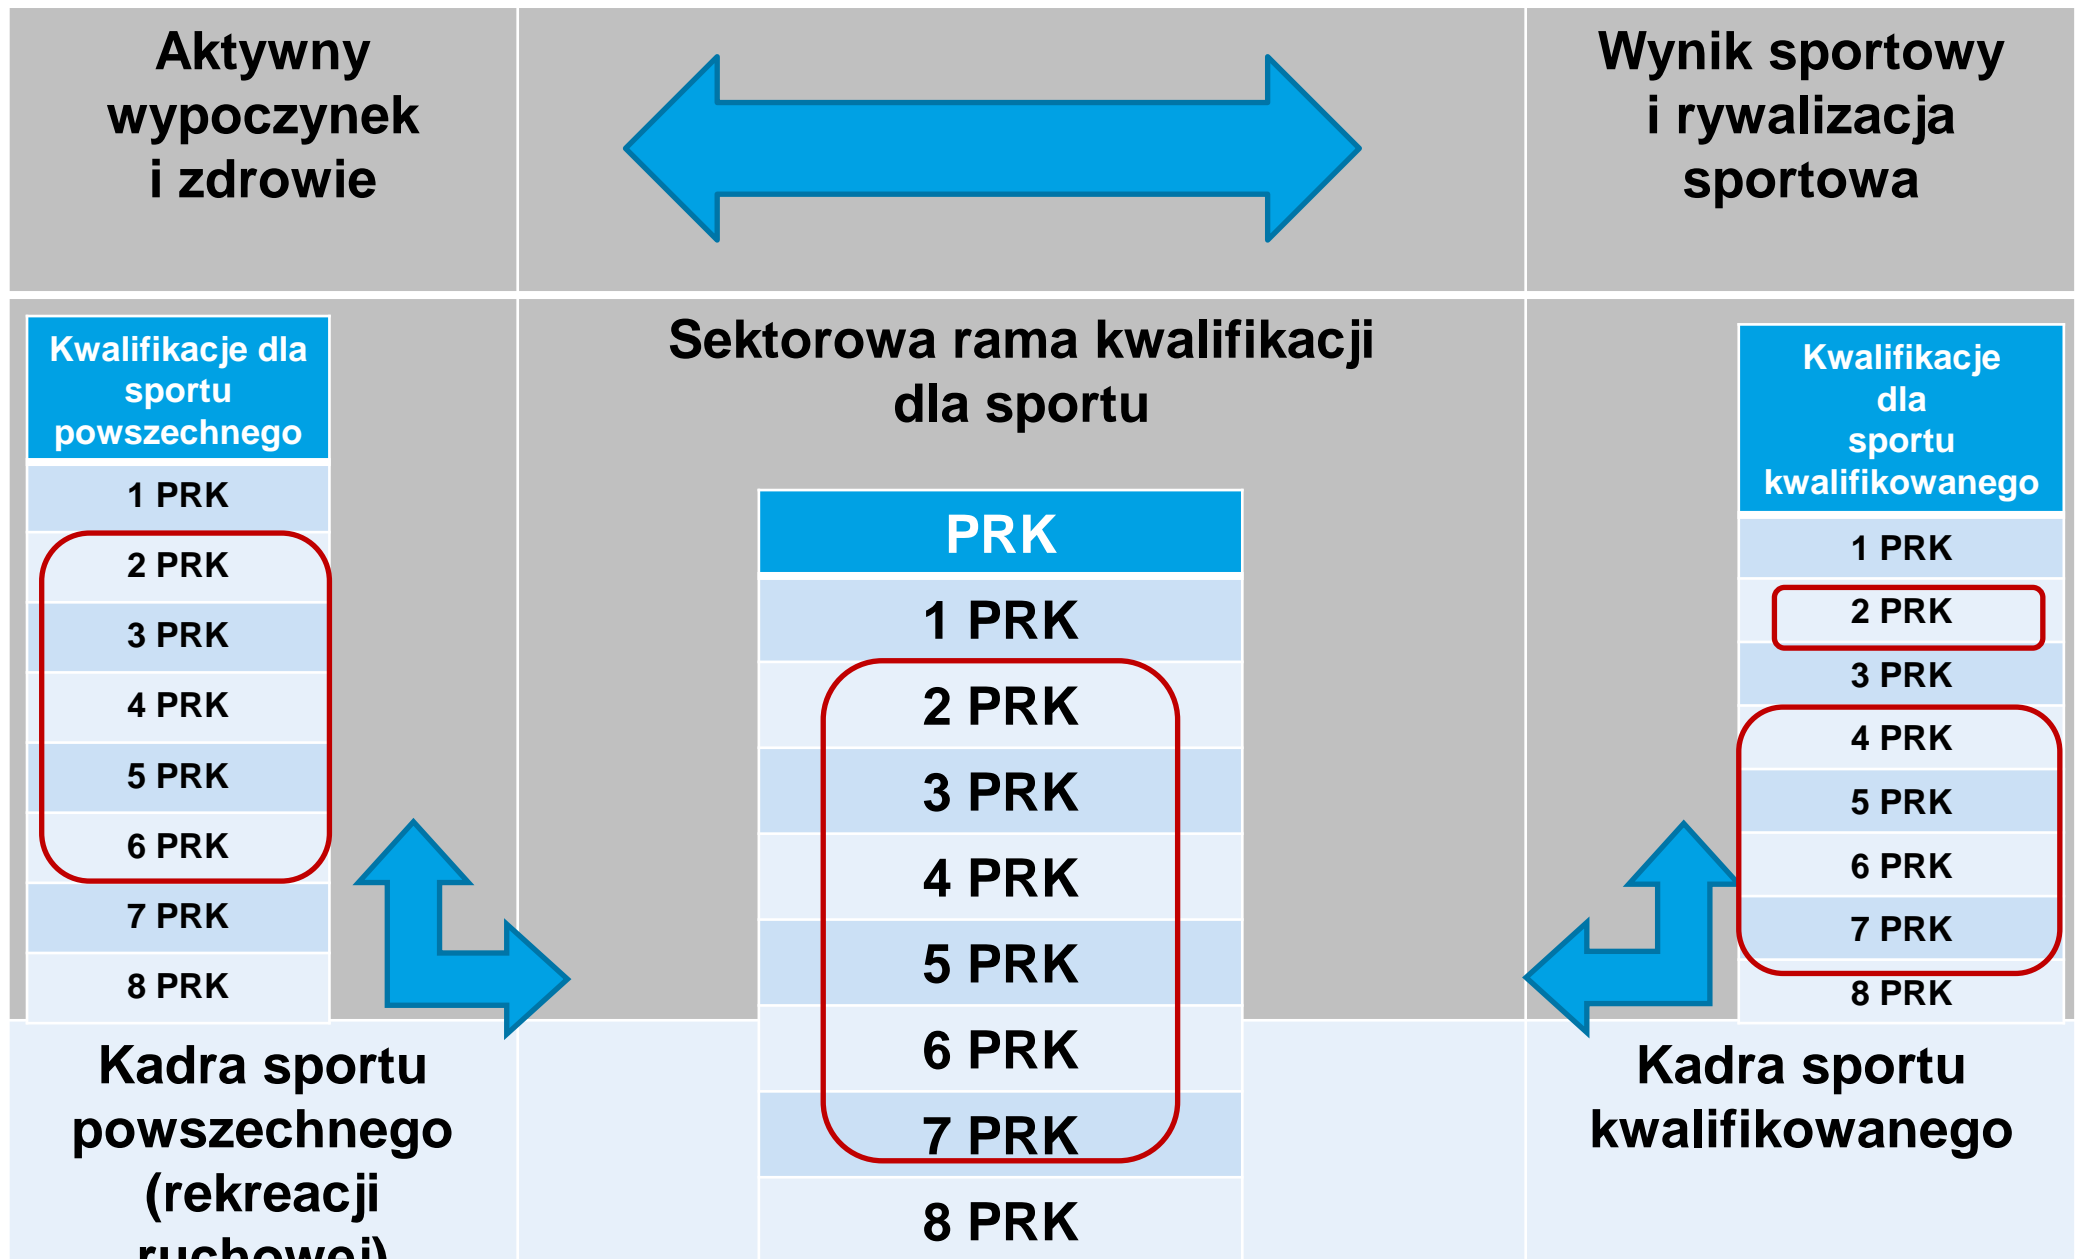 Aktywny
wypoczynek
i zdrowie
Wynik sportowy
i rywalizacja
sportowa
Kwalifikacje dla
sportu
powszechnego
1 PRK
2 PRK
3 PRK
4 PRK
5 PRK
6 PRK
7 PRK
8 PRK
Sektorowa rama kwalifikacji
dla sportu
PRK
1 PRK
2 PRK
3 PRK
4 PRK
5 PRK
6 PRK
7 PRK
8 PRK
Kwalifikacje
dla
sportu
kwalifikowanego
1 PRK
2 PRK
3 PRK
4 PRK
5 PRK
6 PRK
7 PRK
8 PRK
Kadra sportu
powszechnego
(rekreacji
ruchowej)
Kadra sportu
kwalifikowanego